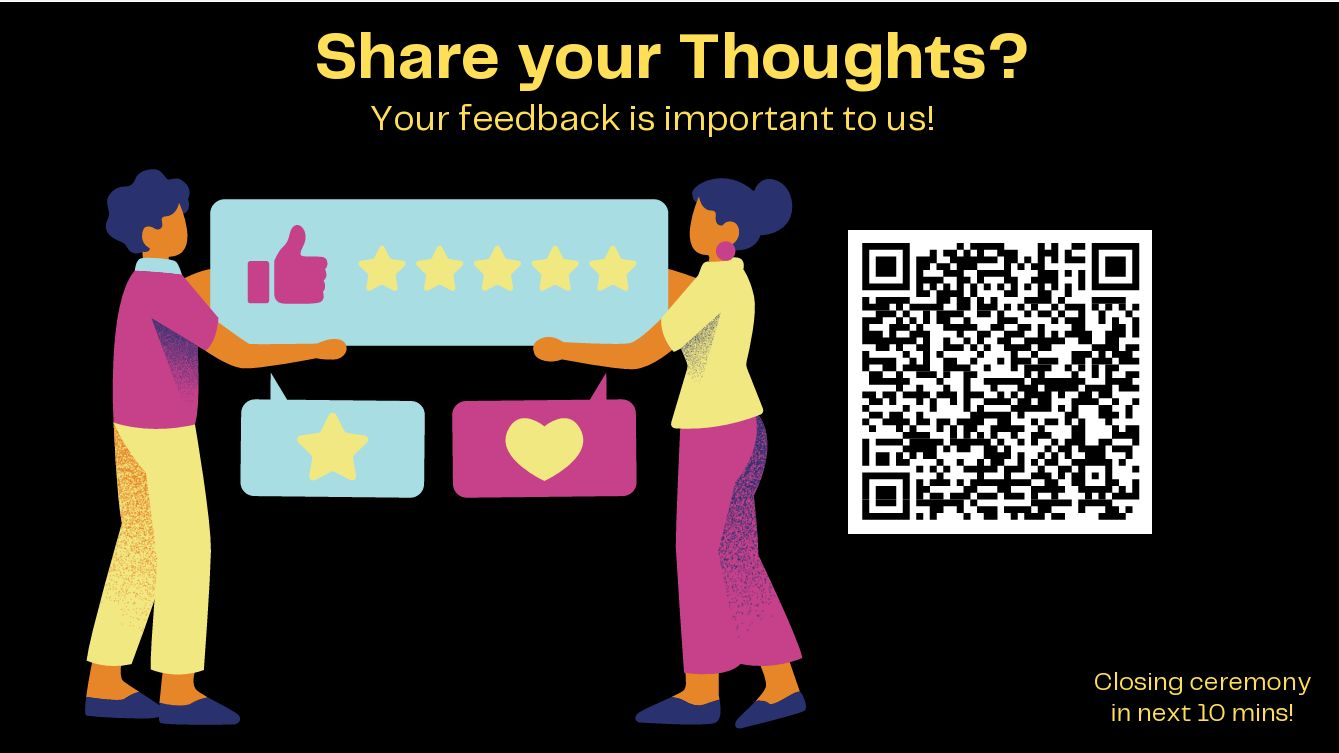 Share your Thoughts?
Your feedback is important to us!
Closing ceremony
in next 10 mins!